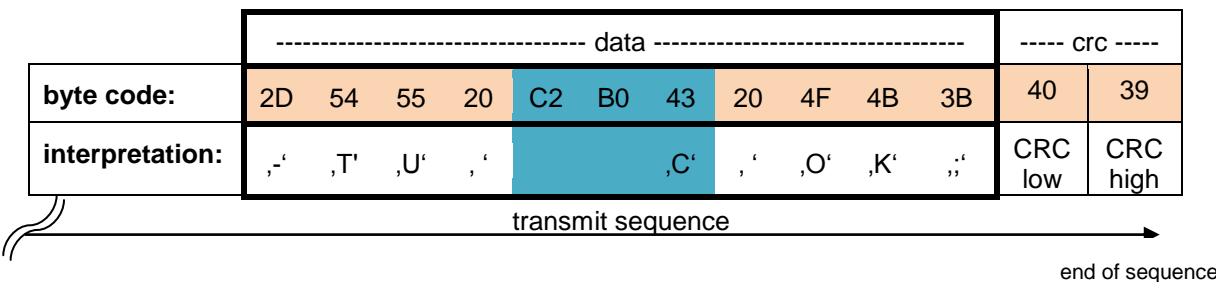 ----------------------------------- data ----------------------------------- ----- crc -----
byte code: 2D 54 55 20 C2 B0 43 20 4F 4B 3B 40 39
interpretation: ‚-‘ ‚T' ‚U‘ ‚ ‘ ‚C‘ ‚ ‘ ‚O‘ ‚K‘ ‚;‘ CRC low CRC high
transmit sequence
end of sequence